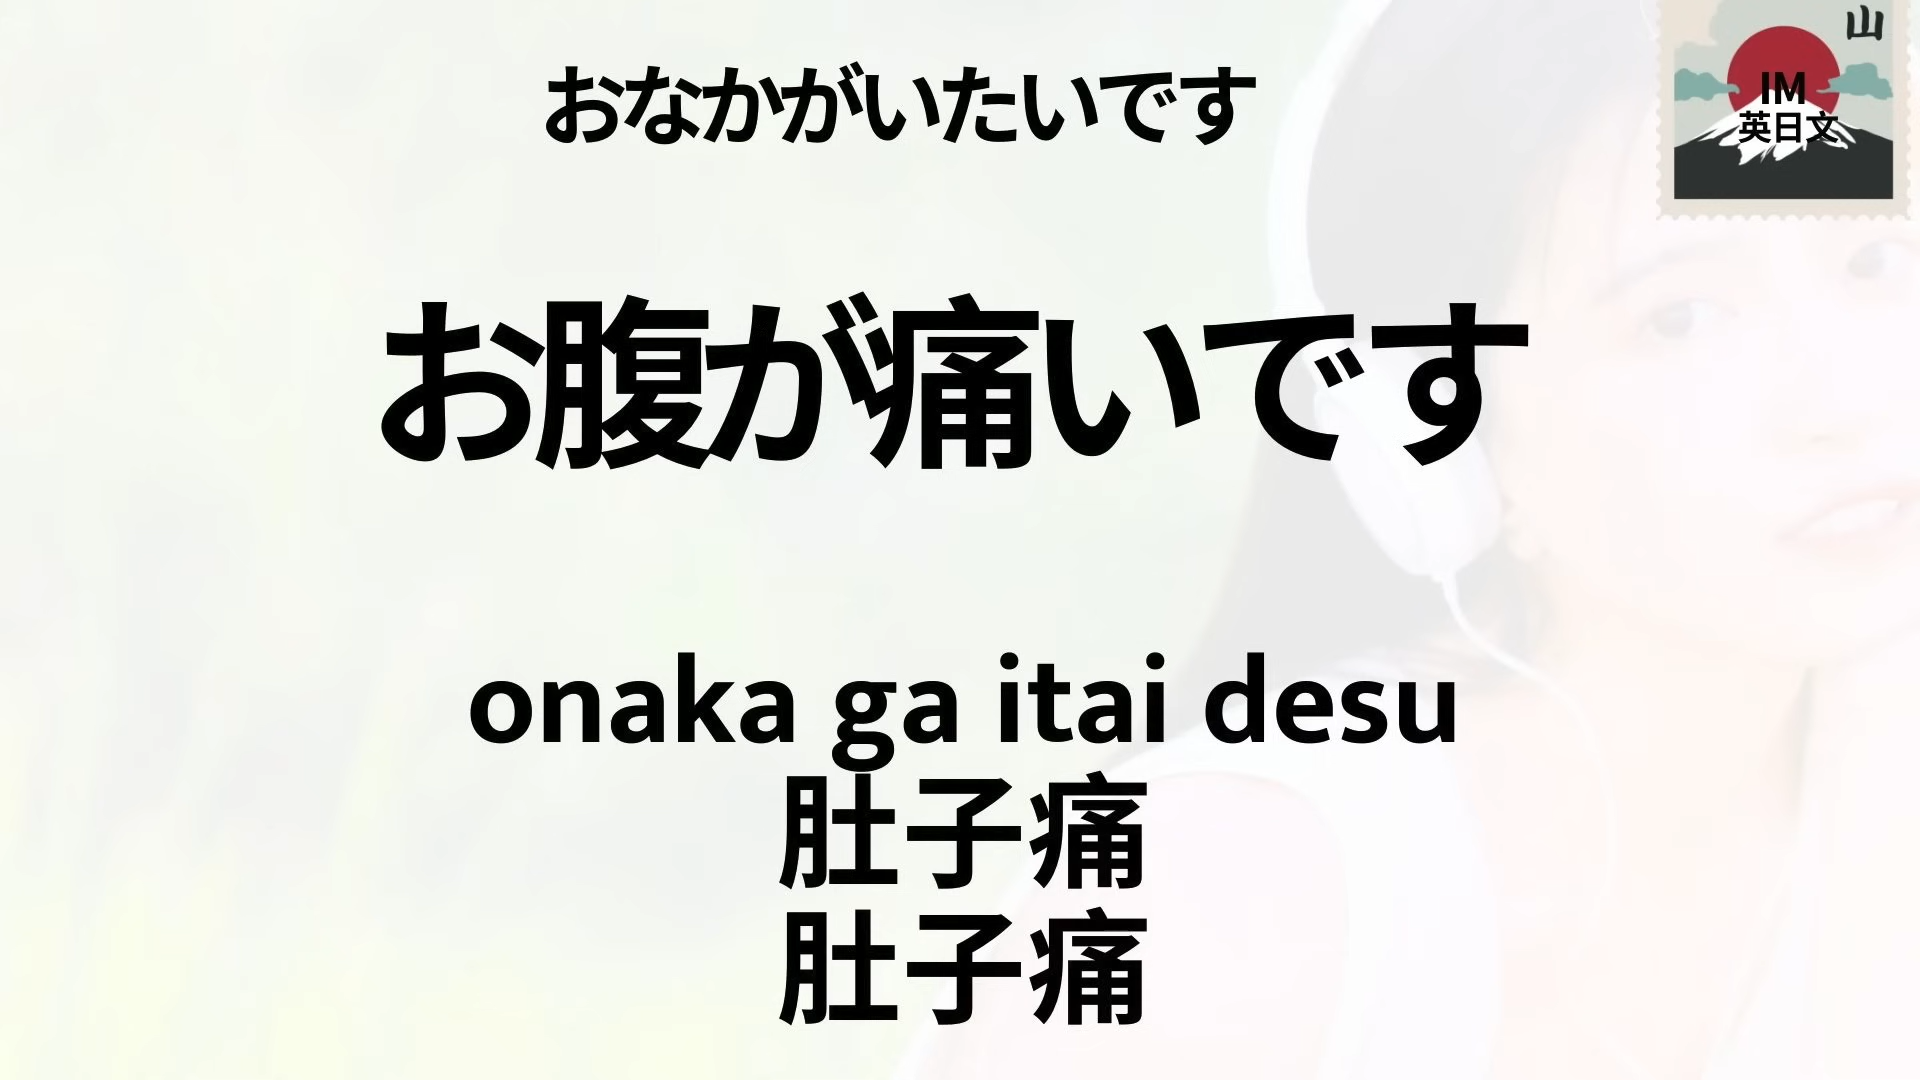 山
IM
英日文
おなかがいたいです
お腹が痛いです
onaka ga itai desu
肚子痛
肚子痛